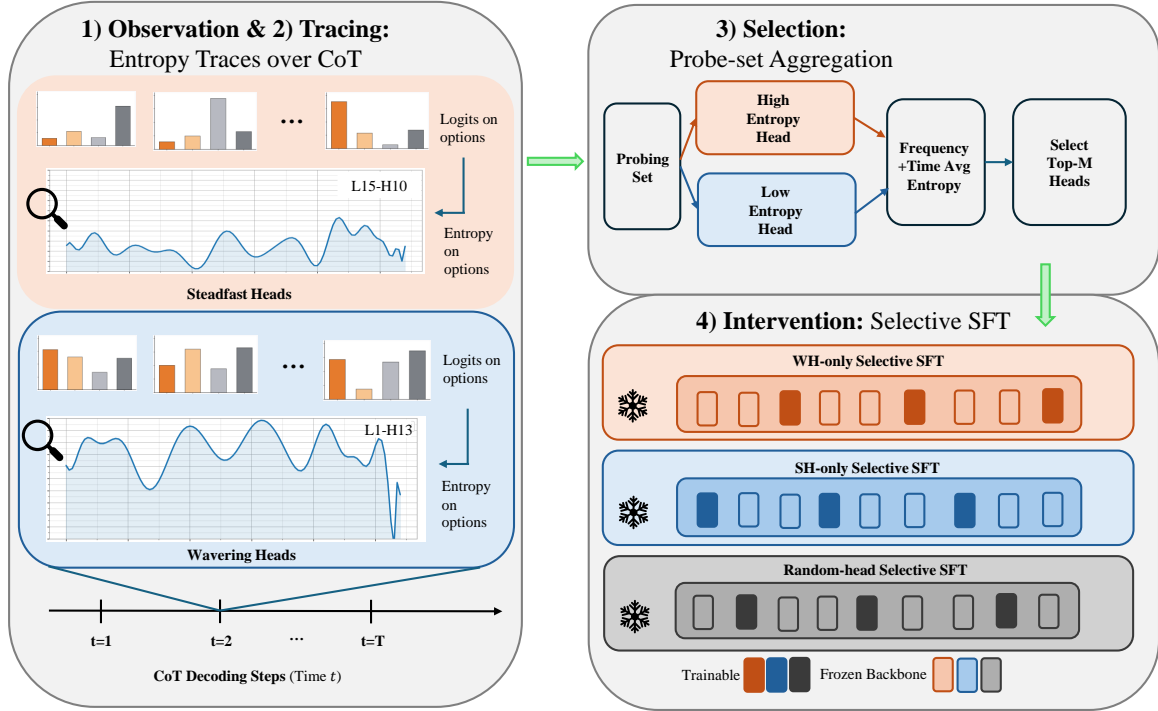 1) Observation & 2) Tracing:
Entropy Traces over CoT
...
Logits on
options
L15-H10
Entropy
on
options
Steadfast Heads
...
Logits on
options
L1-H13
Entropy
on
options
Wavering Heads
t=1
t=2
...
t=T
CoT Decoding Steps (Time t)
3) Selection:
Probe-set Aggregation
Probing
Set
High
Entropy
Head
Low
Entropy
Head
Frequency
+Time Avg
Entropy
Select
Top-M
Heads
4) Intervention: Selective SFT
WH-only Selective SFT
SH-only Selective SFT
Random-head Selective SFT
Trainable
Frozen Backbone